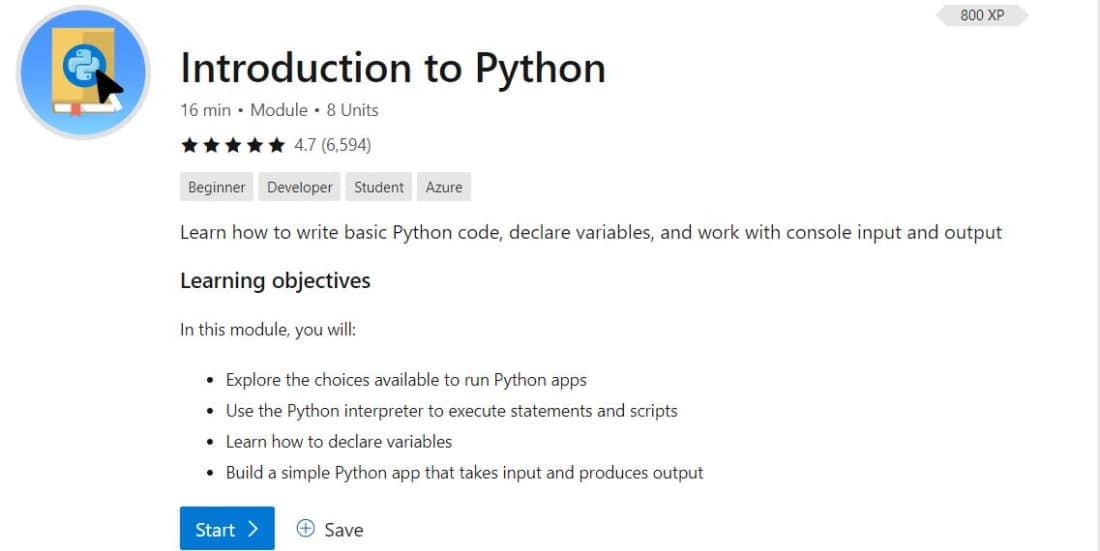 800 XP
Introduction to Python
16 min • Module • 8 Units
4.7 (6,594)
Beginner Developer Student Azure
Learn how to write basic Python code, declare variables, and work with console input and output
Learning objectives
In this module, you will:
• Explore the choices available to run Python apps
• Use the Python interpreter to execute statements and scripts
• Learn how to declare variables
• Build a simple Python app that takes input and produces output
Start Save